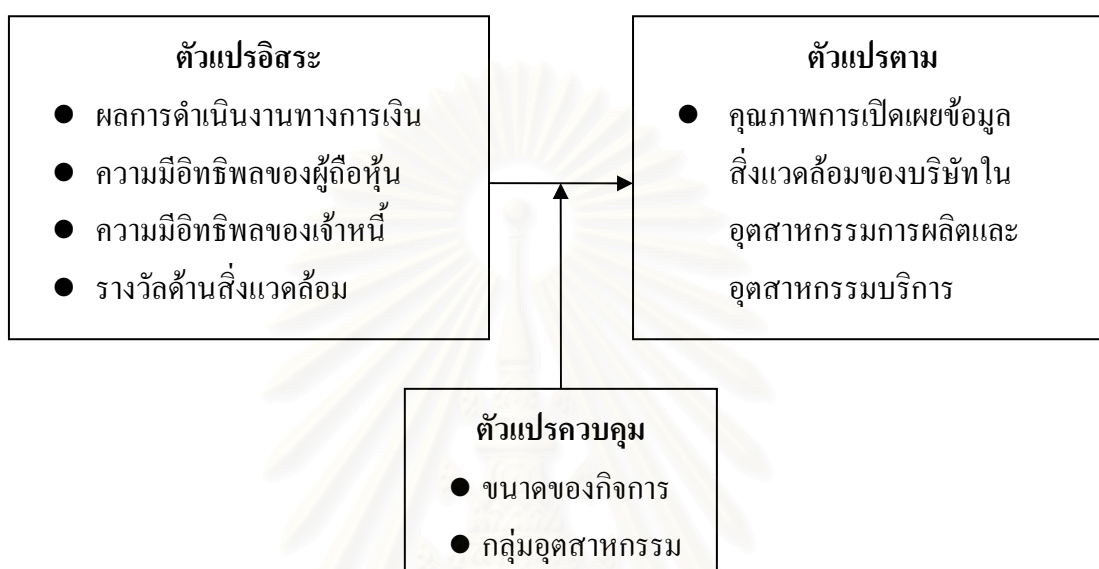 ตัวแปรอิสระ
● ผลการดำเนินงานทางการเงิน
● ความมีอิทธิพลของผู้ถือหุ้น
● ความมีอิทธิพลของเจ้าหนี้
● รางวัลด้านสิ่งแวดล้อม
ตัวแปรตาม
● คุณภาพการเปิดเผยข้อมูล
สิ่งแวดล้อมของบริษัทใน
อุตสาหกรรมการผลิตและ
อุตสาหกรรมบริการ
ตัวแปรควบคุม
● ขนาดของกิจการ
● กลุ่มอุตสาหกรรม